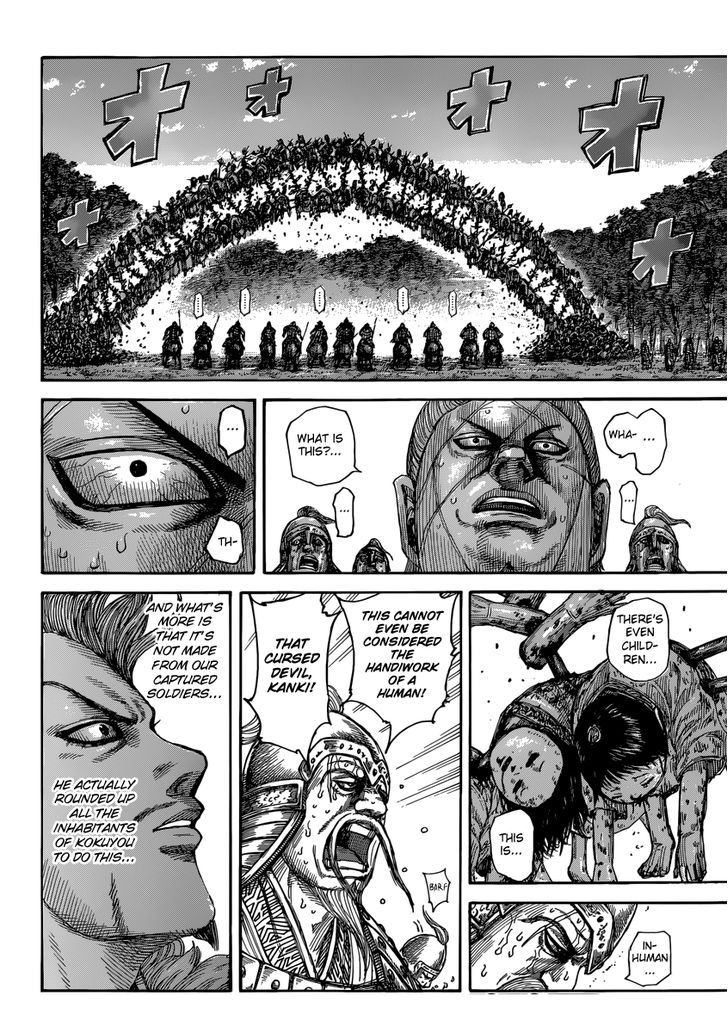 オ
オ
オ
オ
オ
オ
......
......
......
......
......
WHA- ...
WHAT IS
THIS?...
...
...
...
TH-
THERE'S
EVEN
CHILD-
REN...
THIS
IS...
IN-
HUMAN
...
THIS CANNOT
EVEN BE
CONSIDERED
THE
HANDIWORK
OF A
HUMAN!
THAT
CURSED
DEVIL,
KANKI!
BARF
AND WHAT'S
MORE IS
THAT IT'S
NOT MADE
FROM OUR
CAPTURED
SOLDIERS...
HE ACTUALLY
ROUNDED UP
ALL THE
INHABITANTS
OF KOKUYOU
TO DO THIS...